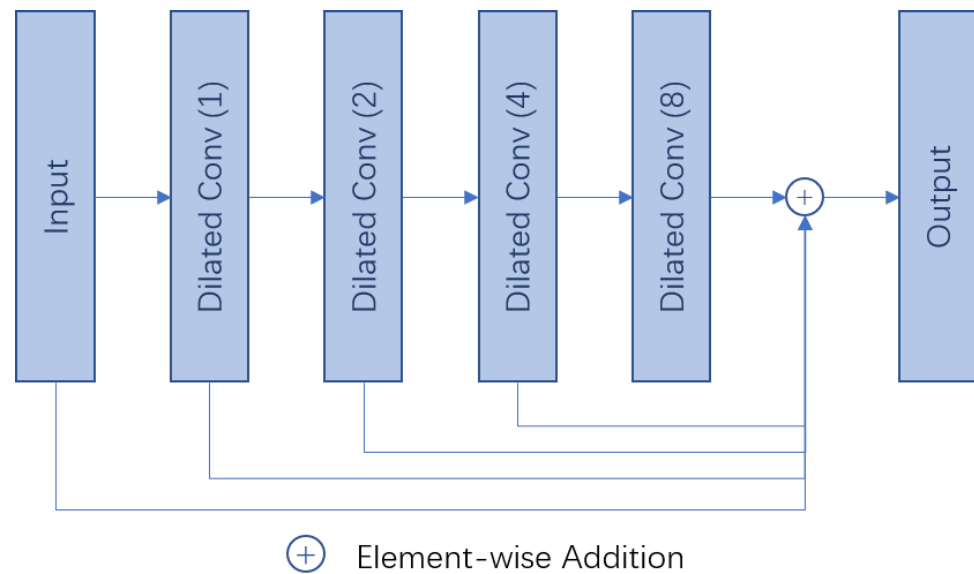 Input
Dilated Conv (1)
Dilated Conv (2)
Dilated Conv (4)
Dilated Conv (8)
+
Output
+ Element-wise Addition